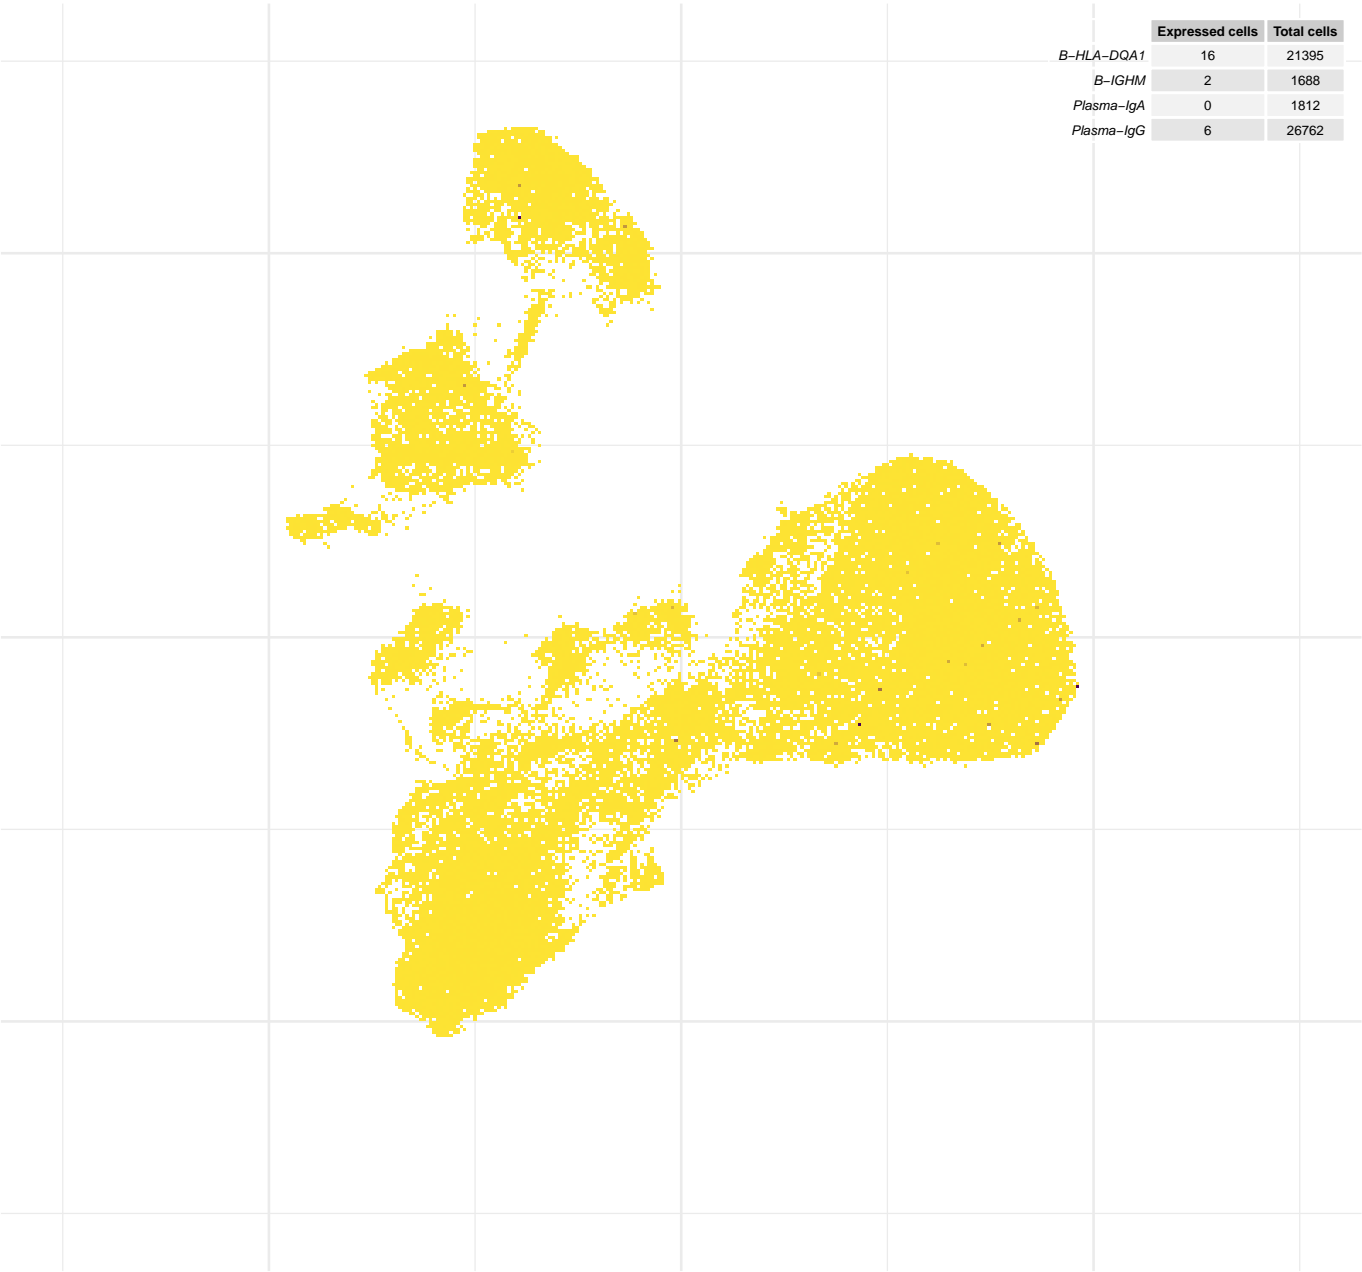 Expressed cells Total cells
B−HLA−DQA1 16 21395
B−IGHM 2 1688
Plasma−IgA 0 1812
Plasma−IgG 6 26762